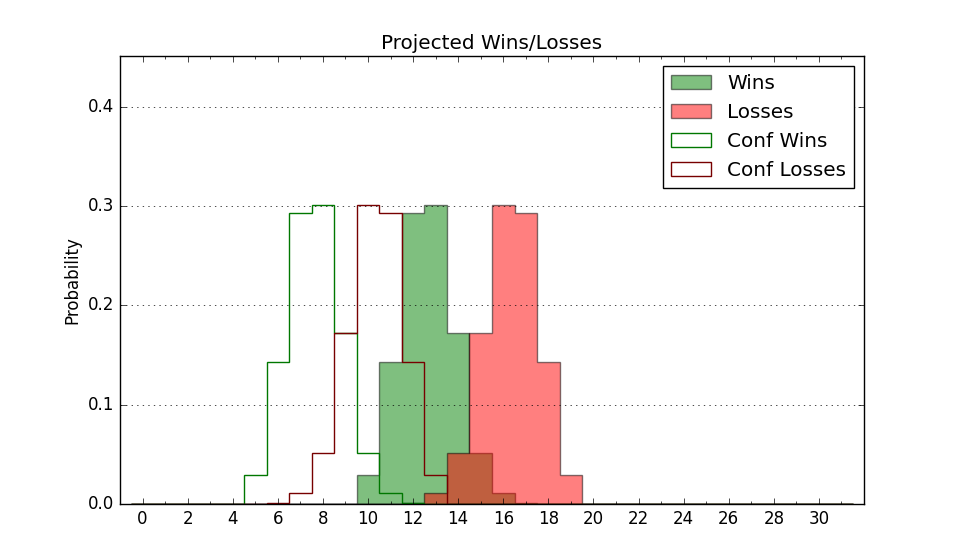 Projected Wins/Losses
Wins
Losses
Conf Wins
Conf Losses
Probability
0.4
0.3
0.2
0.1
0.0
0 2 4 6 8 10 12 14 16 18 20 22 24 26 28 30